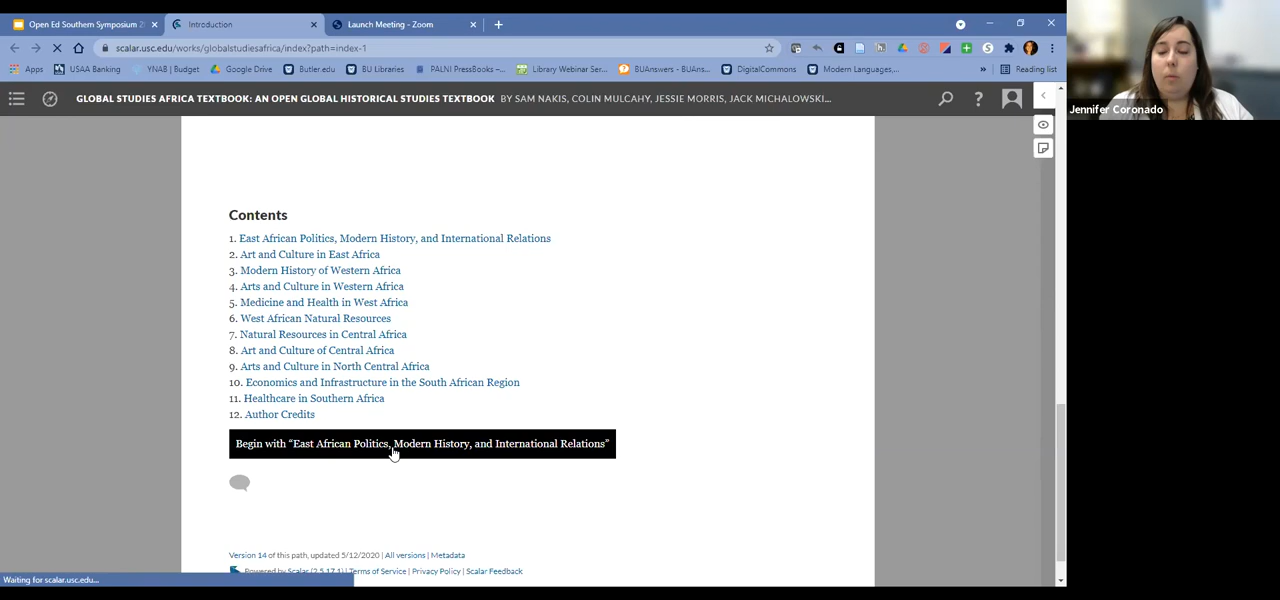 Open Ed Southern Symposium 2
Introduction
Launch Meeting - Zoom
scalar.usc.edu/works/globalstudiesafrica/index?path=index-1
Apps
USAA Banking
YNAB | Budget
Google Drive
Butler.edu
BU Libraries
PALNI PressBooks –...
Library Webinar Ser...
BUAnswers - BUAns...
DigitalCommons
Modern Languages,...
Reading list
GLOBAL STUDIES AFRICA TEXTBOOK: AN OPEN GLOBAL HISTORICAL STUDIES TEXTBOOK BY SAM NAKIS, COLIN MULCAHY, JESSIE MORRIS, JACK MICHALOWSKI...
Jennifer Coronado
Contents
1. East African Politics, Modern History, and International Relations
2. Art and Culture in East Africa
3. Modern History of Western Africa
4. Arts and Culture in Western Africa
5. Medicine and Health in West Africa
6. West African Natural Resources
7. Natural Resources in Central Africa
8. Art and Culture of Central Africa
9. Arts and Culture in North Central Africa
10. Economics and Infrastructure in the South African Region
11. Healthcare in Southern Africa
12. Author Credits
Begin with “East African Politics, Modern History, and International Relations”
Version 14 of this path, updated 5/12/2020 | All versions | Metadata
Powered by Scalar (2.5.17.1) | Terms of Service | Privacy Policy | Scalar Feedback
Waiting for scalar.usc.edu...